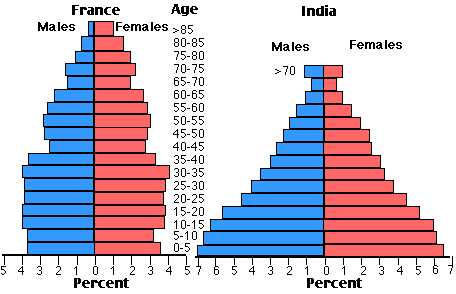 France
Males
Females
Age
>85
80-85
75-80
70-75
65-70
60-65
55-60
50-55
45-50
40-45
35-40
30-35
25-30
20-25
15-20
10-15
5-10
0-5
5 4 3 2 1 0 1 2 3 4 5
Percent
India
Males
Females
>70
7 6 5 4 3 2 1 0 1 2 3 4 5 6 7
Percent